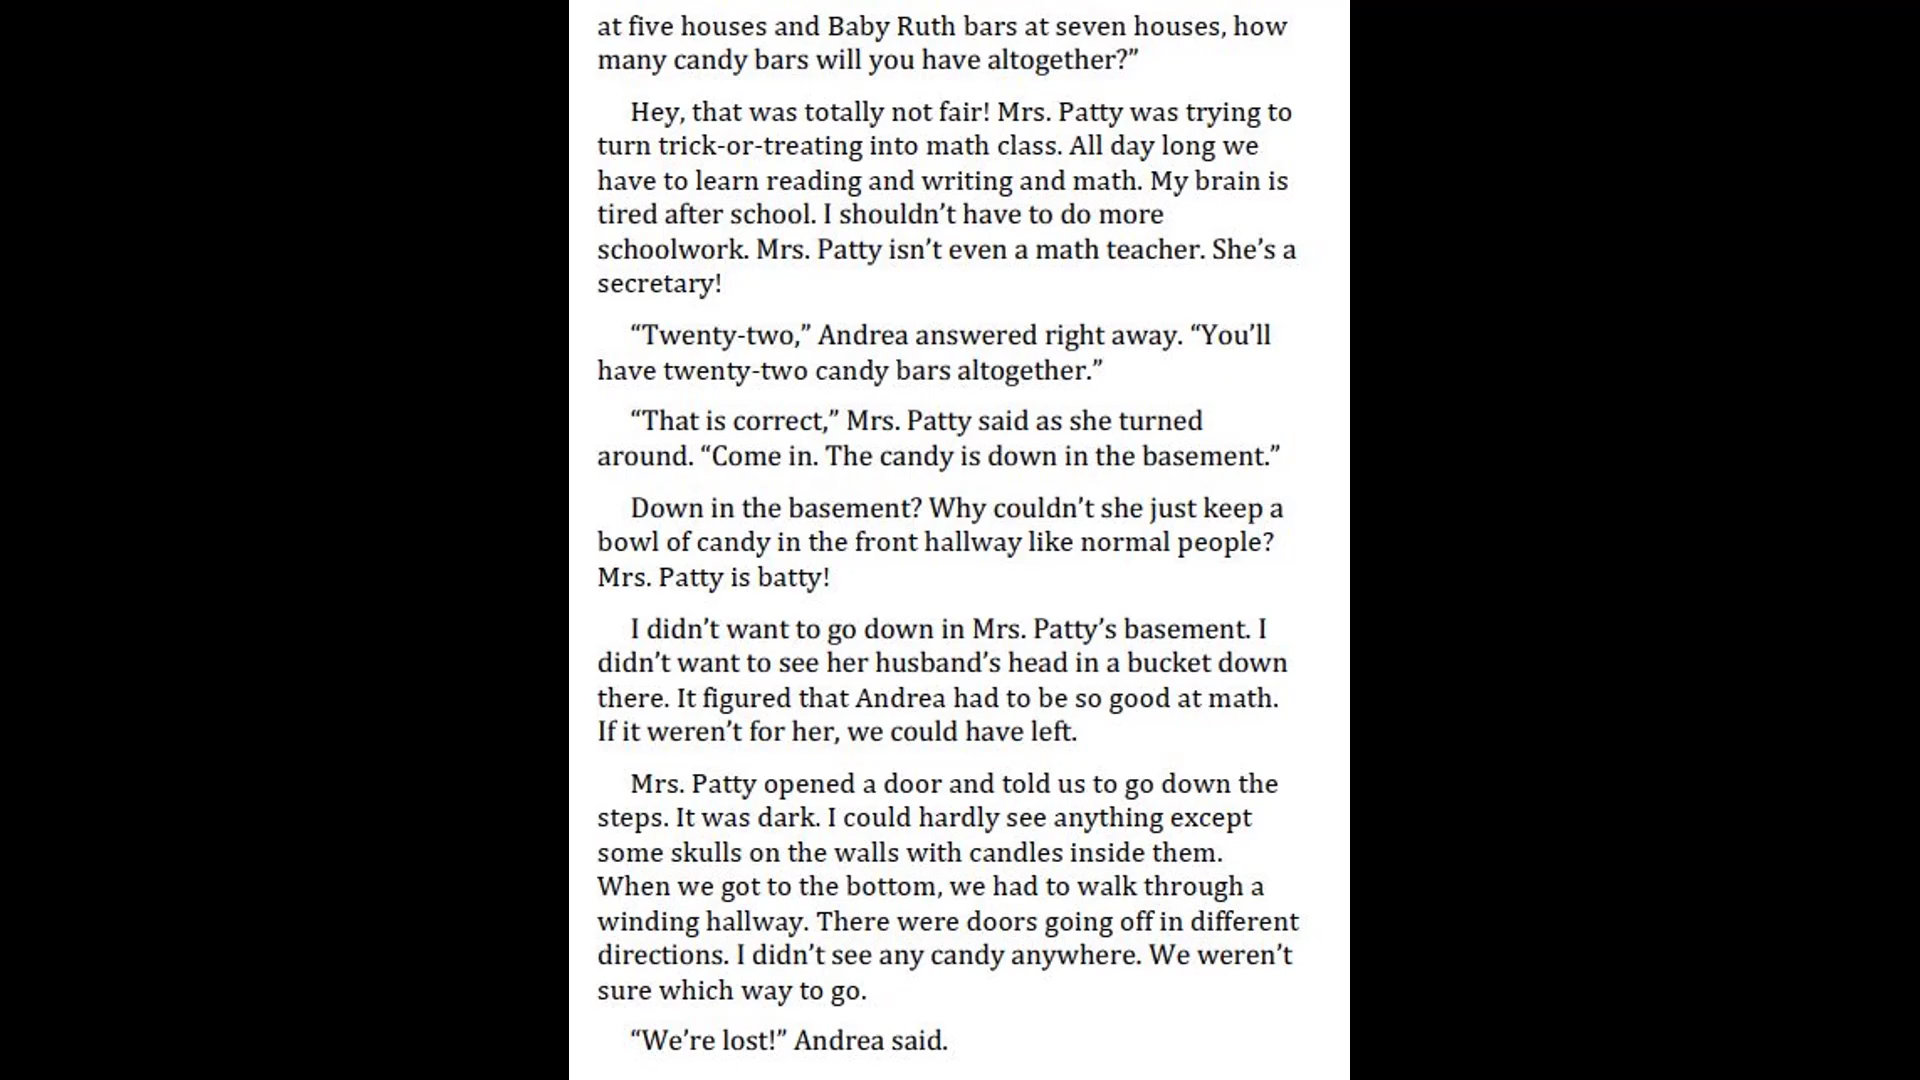 at five houses and Baby Ruth bars at seven houses, how
many candy bars will you have altogether?”
Hey, that was totally not fair! Mrs. Patty was trying to
turn trick-or-treating into math class. All day long we
have to learn reading and writing and math. My brain is
tired after school. I shouldn’t have to do more
schoolwork. Mrs. Patty isn’t even a math teacher. She’s a
secretary!
“Twenty-two,” Andrea answered right away. “You’ll
have twenty-two candy bars altogether.”
“That is correct,” Mrs. Patty said as she turned
around. “Come in. The candy is down in the basement.”
Down in the basement? Why couldn’t she just keep a
bowl of candy in the front hallway like normal people?
Mrs. Patty is batty!
I didn’t want to go down in Mrs. Patty’s basement. I
didn’t want to see her husband’s head in a bucket down
there. It figured that Andrea had to be so good at math.
If it weren’t for her, we could have left.
Mrs. Patty opened a door and told us to go down the
steps. It was dark. I could hardly see anything except
some skulls on the walls with candles inside them.
When we got to the bottom, we had to walk through a
winding hallway. There were doors going off in different
directions. I didn’t see any candy anywhere. We weren’t
sure which way to go.
“We’re lost!” Andrea said.